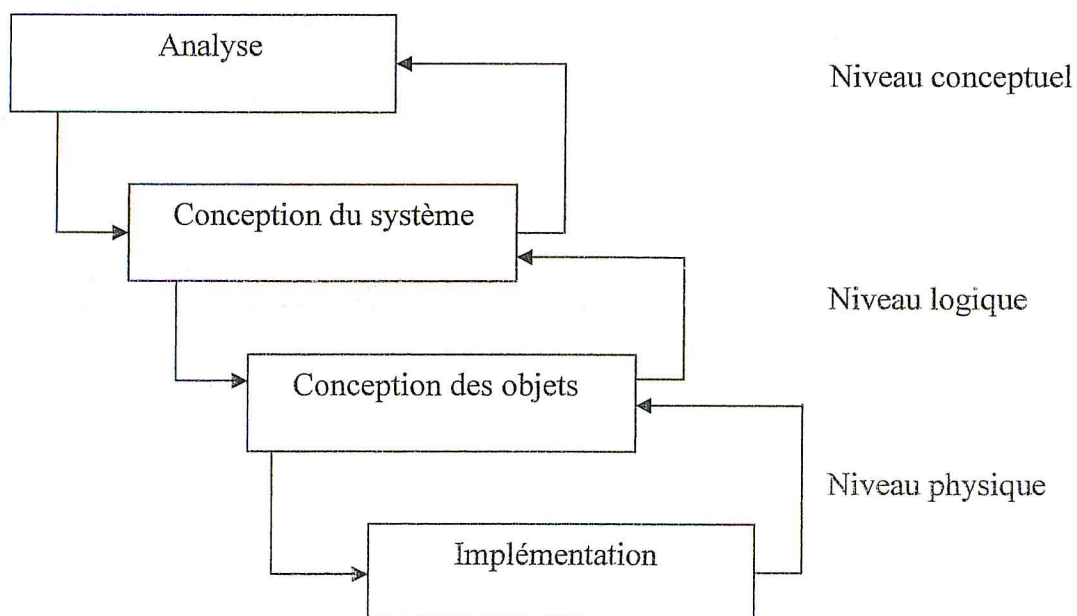 Analyse
Niveau conceptuel
Conception du système
Niveau logique
Conception des objets
Niveau physique
Implémentation